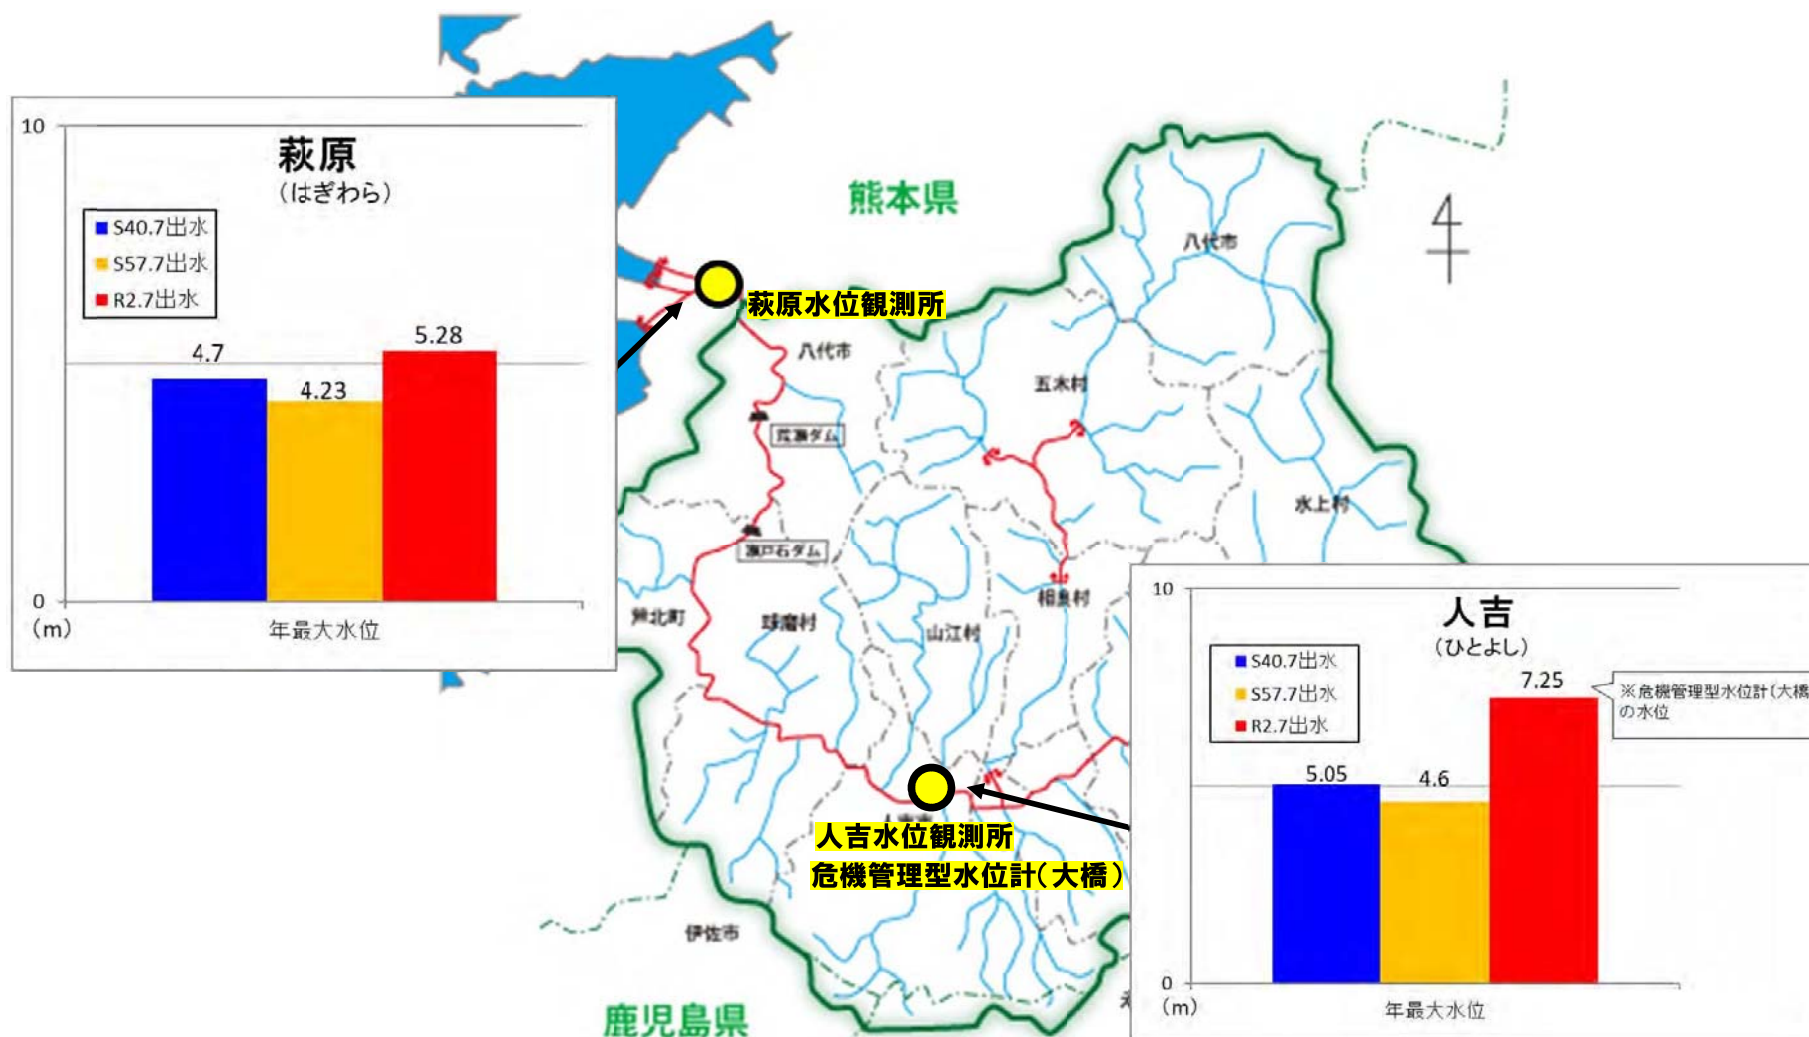 10
萩原
(はぎわら)
S40.7出水
S57.7出水
R2.7出水
4.7
4.23
5.28
0
(m)
年最大水位
熊本県
八代市
萩原水位観測所
八代市
五木村
荒瀬ダム
水上村
瀬戸石ダム
芦北町
球磨村
山江村
相良村
人吉水位観測所
危機管理型水位計(大橋)
伊佐市
鹿児島県
10
人吉
(ひとよし)
S40.7出水
S57.7出水
R2.7出水
5.05
4.6
7.25
※危機管理型水位計(大橋
の水位
0
(m)
年最大水位